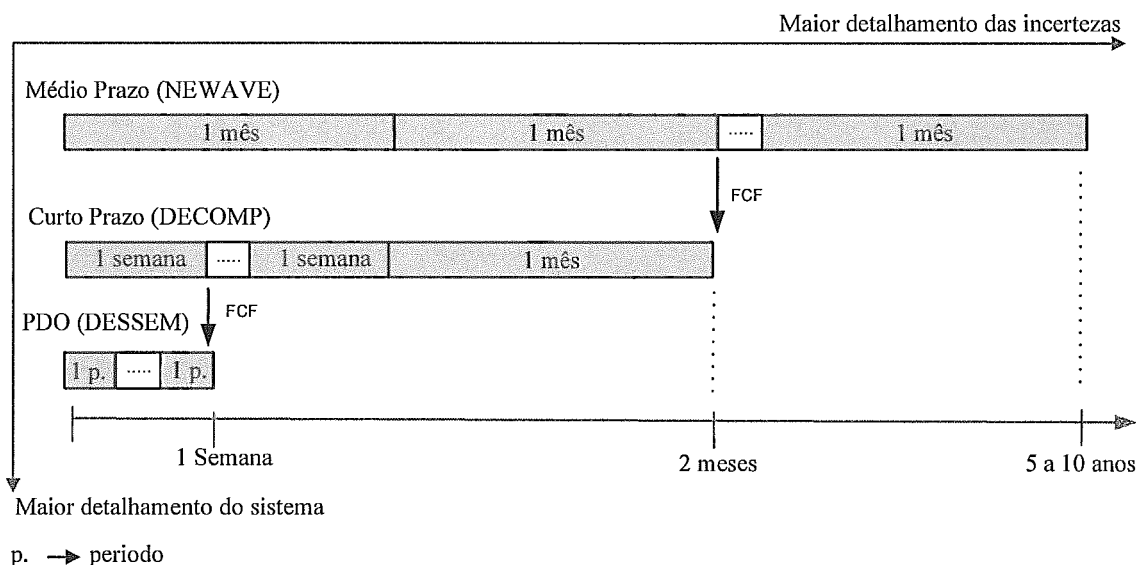 Maior detalhamento das incertezas
Médio Prazo (NEWAVE)
1 mês 1 mês ..... 1 mês
FCF
Curto Prazo (DECOMP)
1 semana ..... 1 semana 1 mês
FCF
PDO (DESSEM)
1 p. ..... 1 p.
1 Semana 2 meses 5 a 10 anos
Maior detalhamento do sistema
p. → periodo